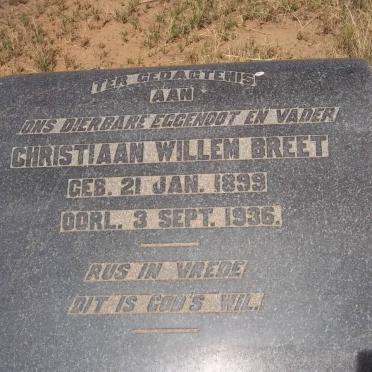 TER GEDAGTENIS
AAN
ONS DIERBARE EGGENOOT EN VADER
CHRISTIAAN WILLEM BREET
GEB. 21 JAN. 1899
OORL. 3 SEPT. 1936.
RUS IN VREDE
DIT IS GOD'S WIL.